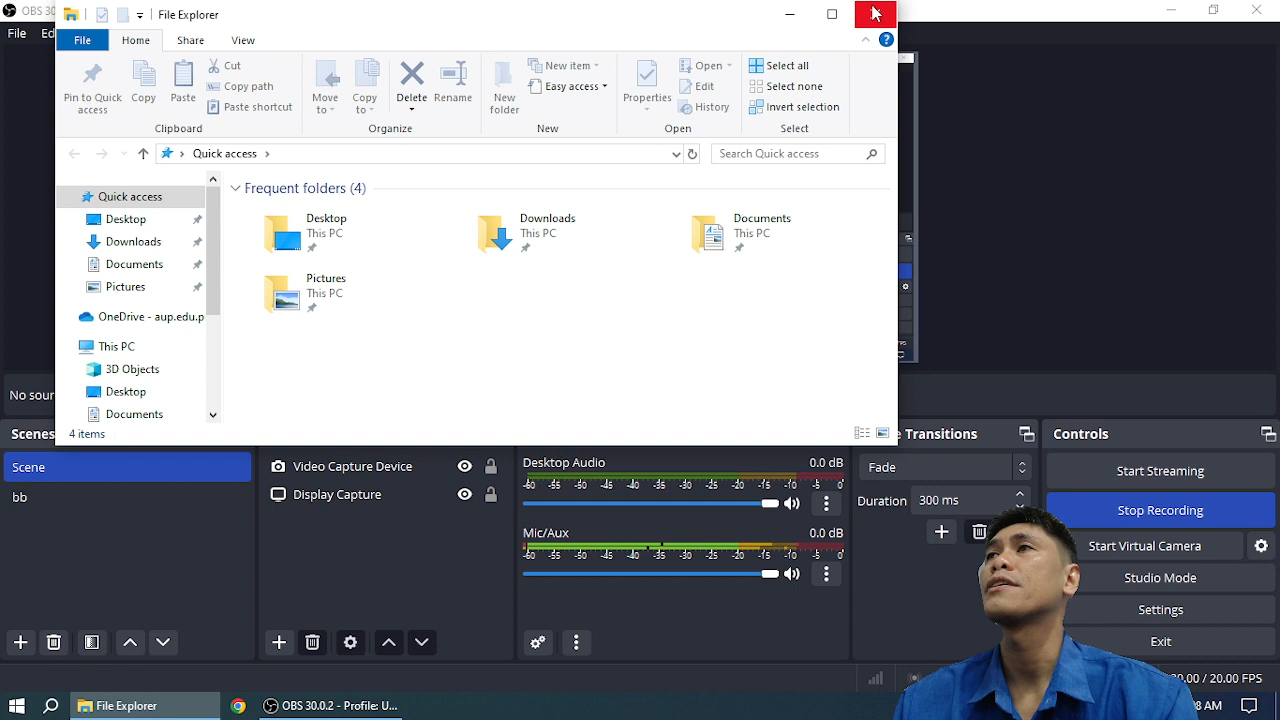 OBS 30
File Explorer
File Home Share View
File Ed
Pin to Quick access
Copy
Paste
Cut
Copy path
Paste shortcut
Clipboard
Move to
Copy to
Delete
Rename
Organize
New folder
New item
Easy access
New
Properties
Open
Edit
History
Open
Select all
Select none
Invert selection
Select
Quick access
Search Quick access
Quick access
Desktop
Downloads
Documents
Pictures
OneDrive - aup.edu.p
This PC
3D Objects
Desktop
Documents
Frequent folders (4)
Desktop
This PC
Downloads
This PC
Documents
This PC
Pictures
This PC
4 items
No sour
Scenes
Scene
bb
Video Capture Device
Display Capture
Desktop Audio 0.0 dB
-60 -55 -50 -45 -40 -35 -30 -25 -20 -15 -10 -5 0
Mic/Aux 0.0 dB
-60 -55 -50 -45 -40 -35 -30 -25 -20 -15 -10 -5 0
e Transitions
Fade
Duration 300 ms
Controls
Start Streaming
Stop Recording
Start Virtual Camera
Studio Mode
Settings
Exit
/ 20.00 FPS
File Explorer
OBS 30.0.2 - Profile: U...
8 AM